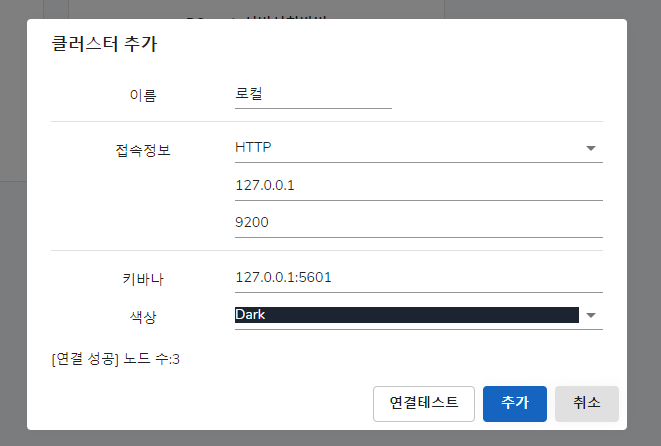 클러스터 추가
이름 로컬
접속정보 HTTP
127.0.0.1
9200
키바나 127.0.0.1:5601
색상 Dark
[연결 성공] 노드 수:3
연결테스트 추가 취소